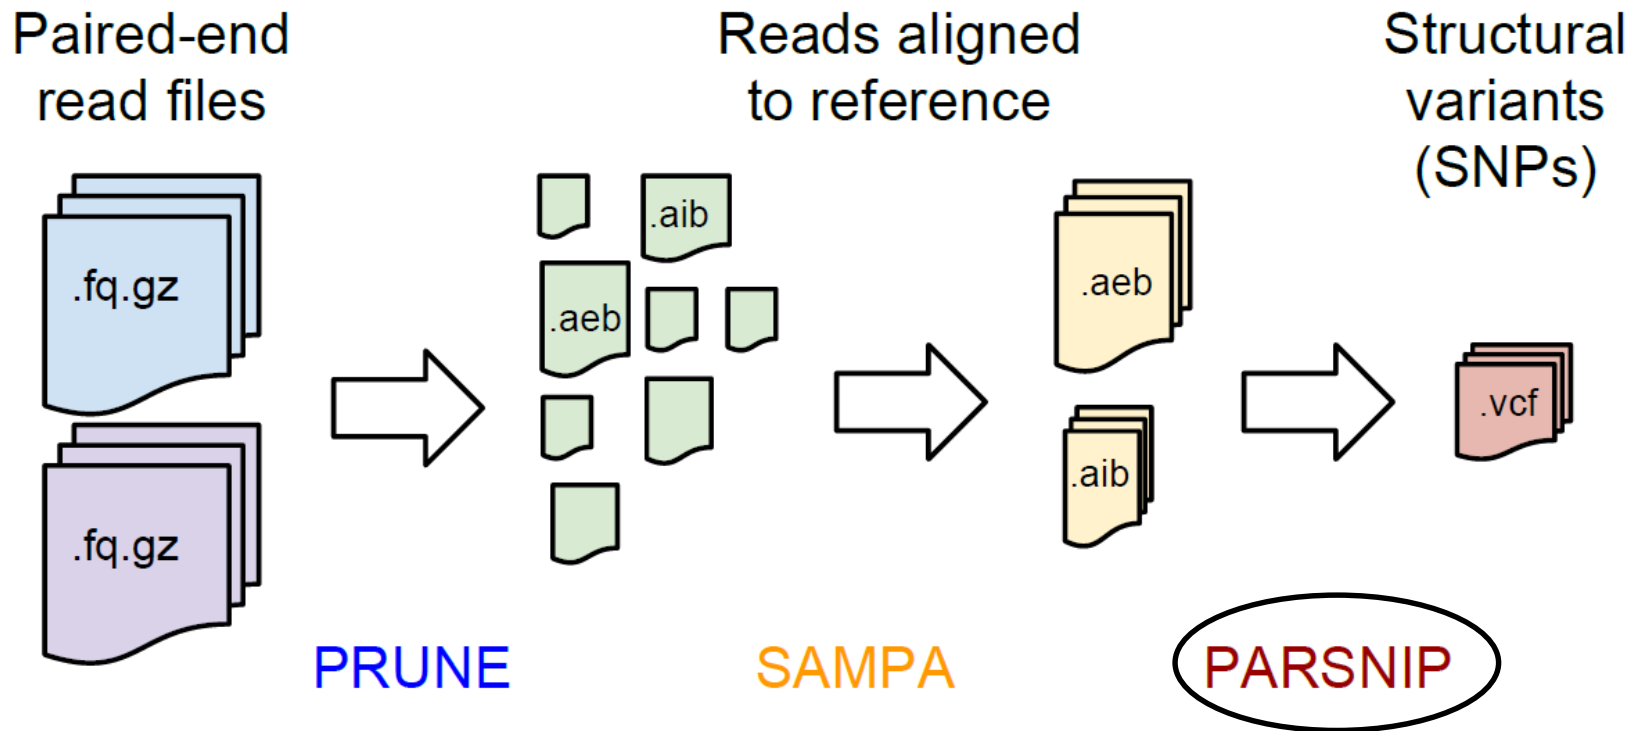 Paired-end
read files
Reads aligned
to reference
Structural
variants
(SNPs)
.fq.gz
.fq.gz
.aib
.aeb
.aeb
.aib
.vcf
PRUNE
SAMPA
PARSNIP